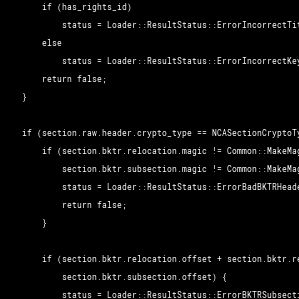 if (has_rights_id)
status = Loader::ResultStatus::ErrorIncorrectTit
else
status = Loader::ResultStatus::ErrorIncorrectKey
return false;
}
if (section.raw.header.crypto_type == NCASectionCryptoTy
if (section.bktr.relocation.magic != Common::MakeMag
section.bktr.subsection.magic != Common::MakeMag
status = Loader::ResultStatus::ErrorBadBKTRHeade
return false;
}
if (section.bktr.relocation.offset + section.bktr.re
section.bktr.subsection.offset) {
status = Loader::ResultStatus::ErrorBKTRSubsecti